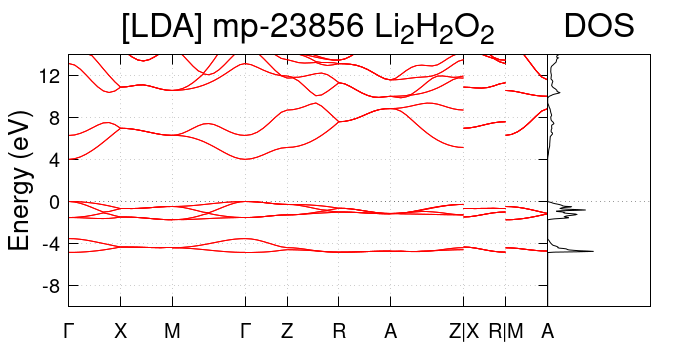 [LDA] mp-23856 Li₂H₂O₂ DOS
Energy (eV)
12
8
4
0
-4
-8
Γ X M Γ Z R A Z|X R|M A